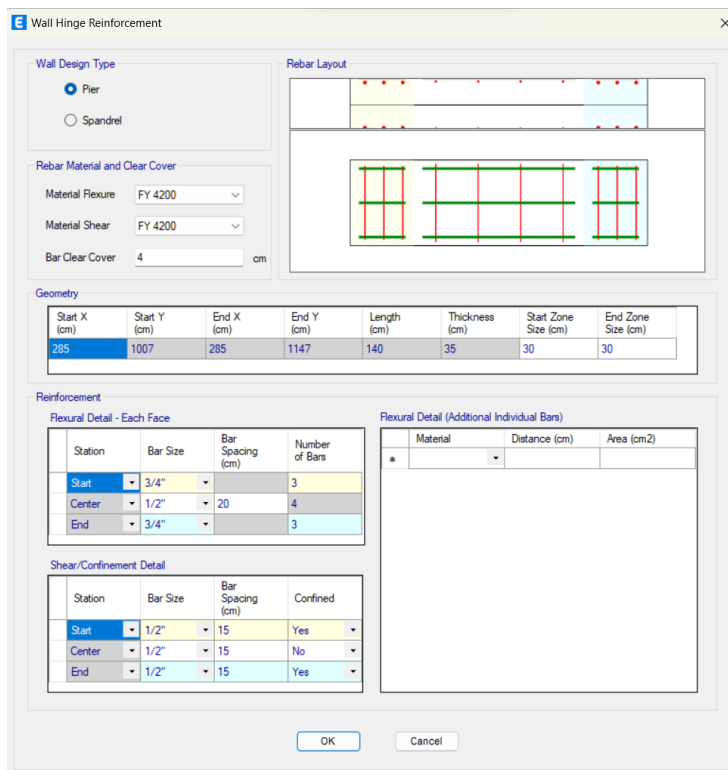 E Wall Hinge Reinforcement
Wall Design Type
Pier
Spandrel
Rebar Layout
Rebar Material and Clear Cover
Material Flexure FY 4200
Material Shear FY 4200
Bar Clear Cover 4 cm
Geometry
Start X (cm) Start Y (cm) End X (cm) End Y (cm) Length (cm) Thickness (cm) Start Zone Size (cm) End Zone Size (cm)
285 1007 285 1147 140 35 30 30
Reinforcement
Flexural Detail - Each Face
Station Bar Size Bar Spacing (cm) Number of Bars
Start 3/4" 3
Center 1/2" 20 4
End 3/4" 3
Shear/Confinement Detail
Station Bar Size Bar Spacing (cm) Confined
Start 1/2" 15 Yes
Center 1/2" 15 No
End 1/2" 15 Yes
Flexural Detail (Additional Individual Bars)
Material Distance (cm) Area (cm2)
*
OK Cancel